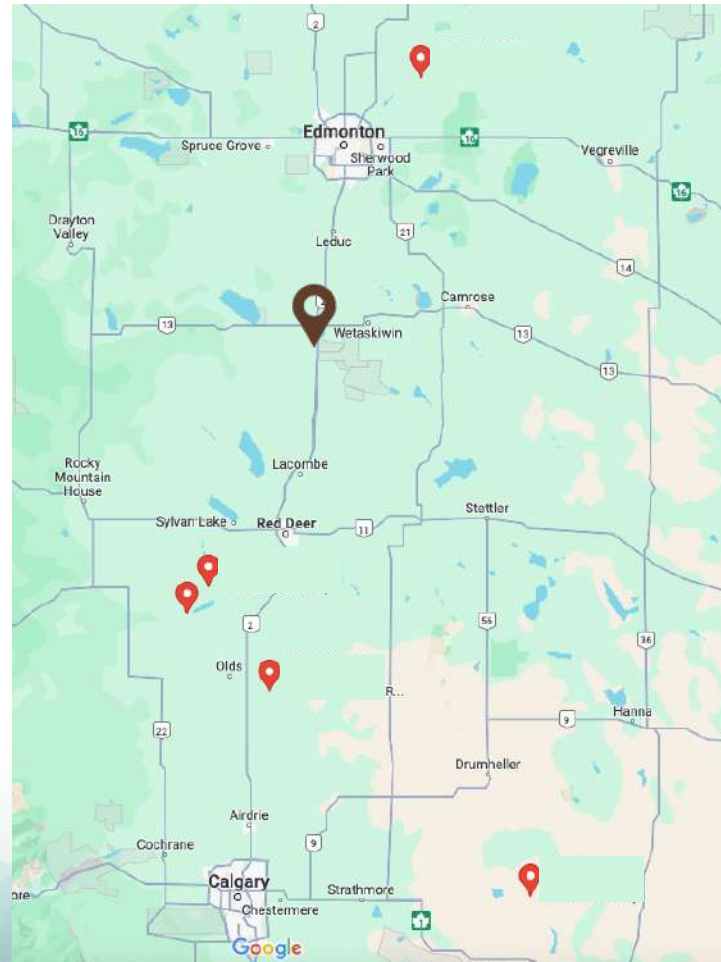 2
Edmonton
16
Spruce Grove
Sherwood
Park
16
Vegreville
16
Drayton
Valley
Leduc
21
14
Camrose
13
Wetaskiwin
13
13
Rocky
Mountain
House
Lacombe
Sylvan Lake
Red Deer
11
Stettler
2
56
36
Olds
R...
22
9
Hanna
Drumheller
Airdrie
9
Cochrane
Calgary
Strathmore
Chestermere
1
Google